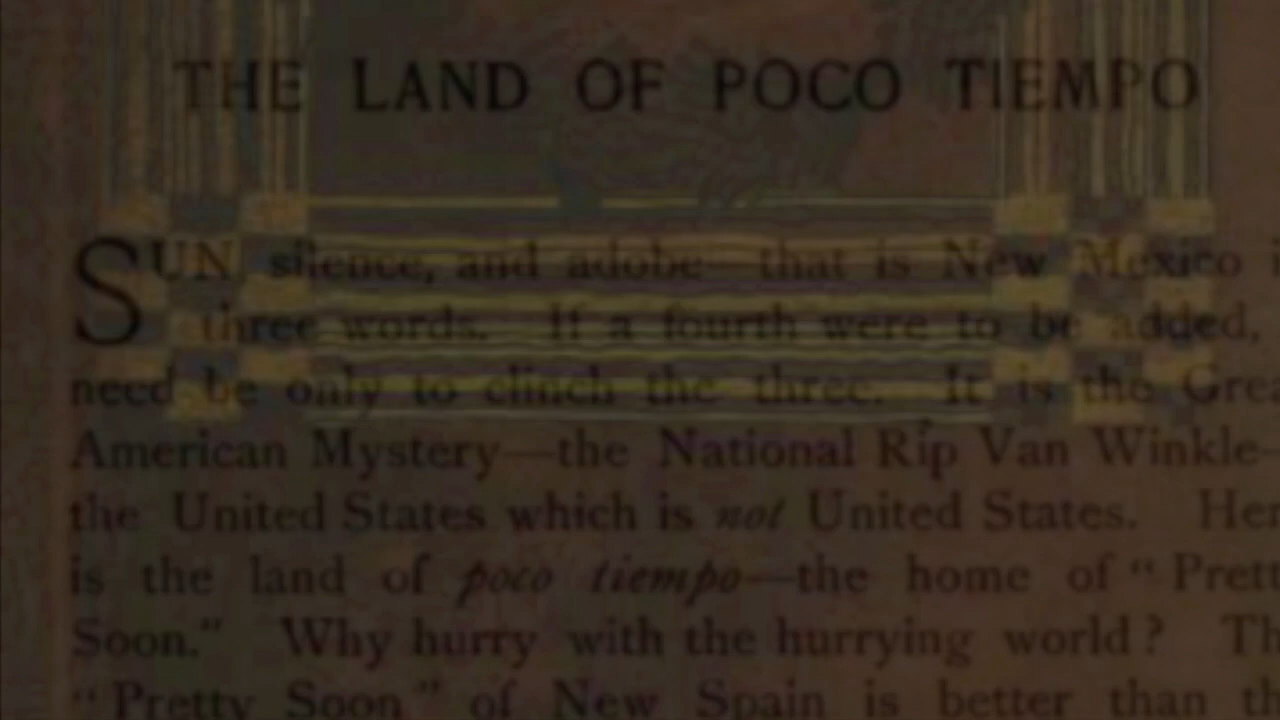 THE LAND OF POCO TIEMPO
SUN silence, and adobe—that is New Mexico
three words. If a fourth were to be added,
need be only to clinch the three. It is the
American Mystery—the National Rip Van Winkle—
the United States which is not United States.
is the land of poco tiempo—the home of “
Soon.” Why hurry with the hurrying world?
“Pretty Soon” of New Spain is better than